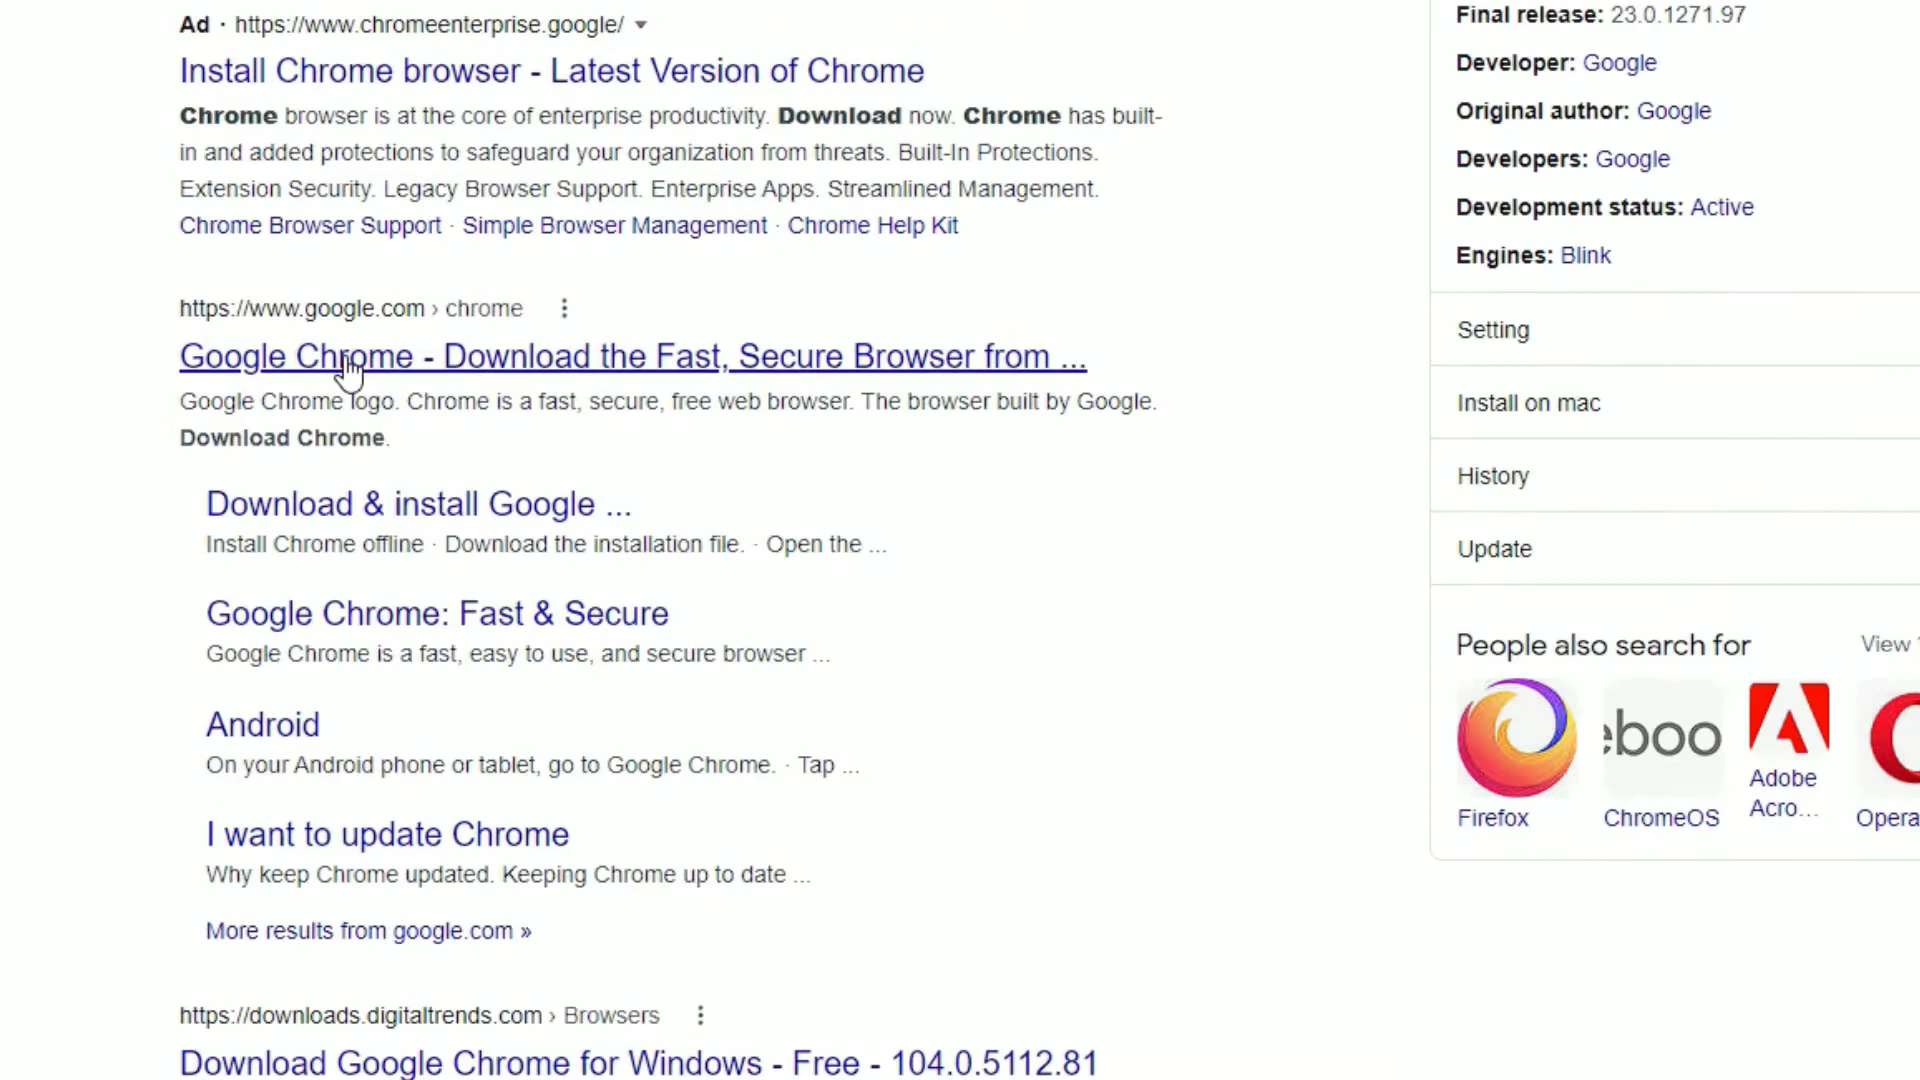 Ad · https://www.chromeenterprise.google/
Install Chrome browser - Latest Version of Chrome
Chrome browser is at the core of enterprise productivity. Download now. Chrome has built-
in and added protections to safeguard your organization from threats. Built-In Protections.
Extension Security. Legacy Browser Support. Enterprise Apps. Streamlined Management.
Chrome Browser Support · Simple Browser Management · Chrome Help Kit
https://www.google.com › chrome
Google Chrome - Download the Fast, Secure Browser from ...
Google Chrome logo. Chrome is a fast, secure, free web browser. The browser built by Google.
Download Chrome.
Download & install Google ...
Install Chrome offline · Download the installation file. · Open the ...
Google Chrome: Fast & Secure
Google Chrome is a fast, easy to use, and secure browser ...
Android
On your Android phone or tablet, go to Google Chrome. · Tap ...
I want to update Chrome
Why keep Chrome updated. Keeping Chrome up to date ...
More results from google.com »
https://downloads.digitaltrends.com › Browsers
Download Google Chrome for Windows - Free - 104.0.5112.81
Final release: 23.0.1271.97
Developer: Google
Original author: Google
Developers: Google
Development status: Active
Engines: Blink
Setting
Install on mac
History
Update
People also search for
View
eboo
Firefox
ChromeOS
Adobe
Acro...
Opera